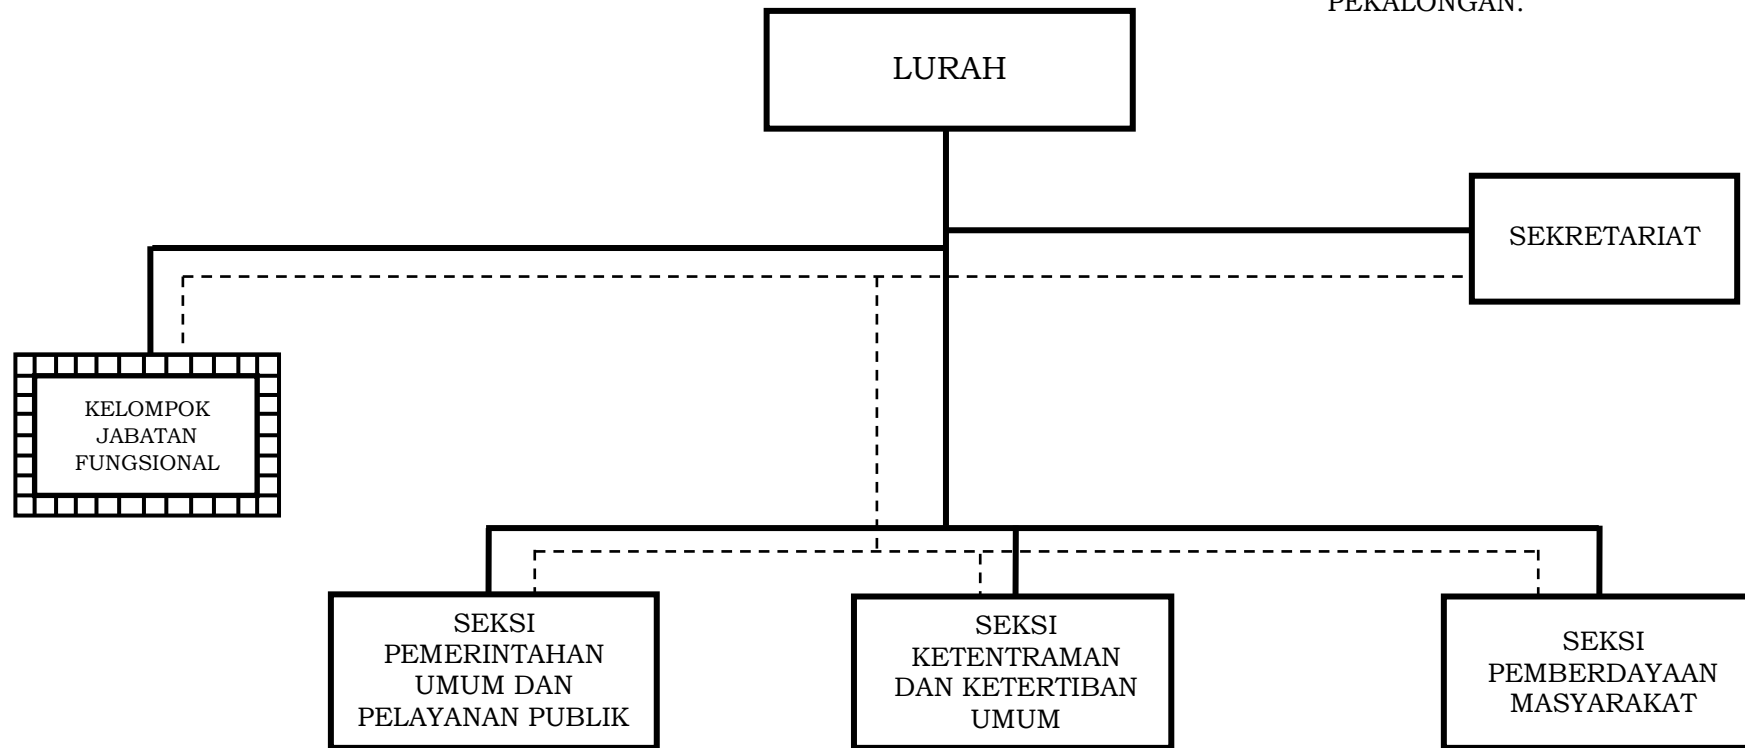 PEKALONGAN.
LURAH
SEKRETARIAT
KELOMPOK
JABATAN
FUNGSIONAL
SEKSI
PEMERINTAHAN
UMUM DAN
PELAYANAN PUBLIK
SEKSI
KETENTRAMAN
DAN KETERTIBAN
UMUM
SEKSI
PEMBERDAYAAN
MASYARAKAT